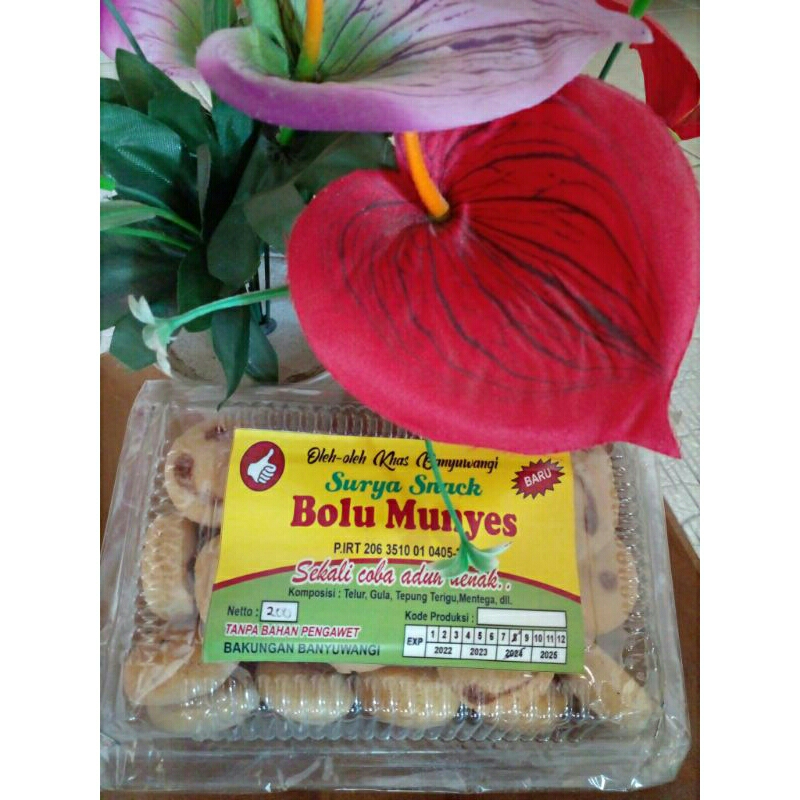 Oleh-oleh Khas Banyuwangi
BARU
Surya Snack
Bolu Munyes
P.IRT 206 3510 01 0405-
Sekali coba aduh uenak..
Komposisi : Telur, Gula, Tepung Terigu,Mentega, dll.
Netto : 200
Kode Produksi :
TANPA BAHAN PENGAWET
BAKUNGAN BANYUWANGI
EXP 1 2 3 4 5 6 7 8 9 10 11 12
2022 2023 2024 2025